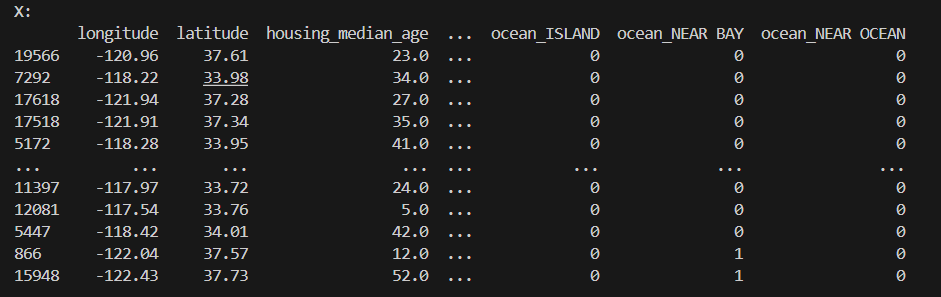 X:
longitude latitude housing_median_age ... ocean_ISLAND ocean_NEAR BAY ocean_NEAR OCEAN
19566 -120.96 37.61 23.0 ... 0 0 0
7292 -118.22 33.98 34.0 ... 0 0 0
17618 -121.94 37.28 27.0 ... 0 0 0
17518 -121.91 37.34 35.0 ... 0 0 0
5172 -118.28 33.95 41.0 ... 0 0 0
... ... ... ... ... ... ... ...
11397 -117.97 33.72 24.0 ... 0 0 0
12081 -117.54 33.76 5.0 ... 0 0 0
5447 -118.42 34.01 42.0 ... 0 0 0
866 -122.04 37.57 12.0 ... 0 1 0
15948 -122.43 37.73 52.0 ... 0 1 0